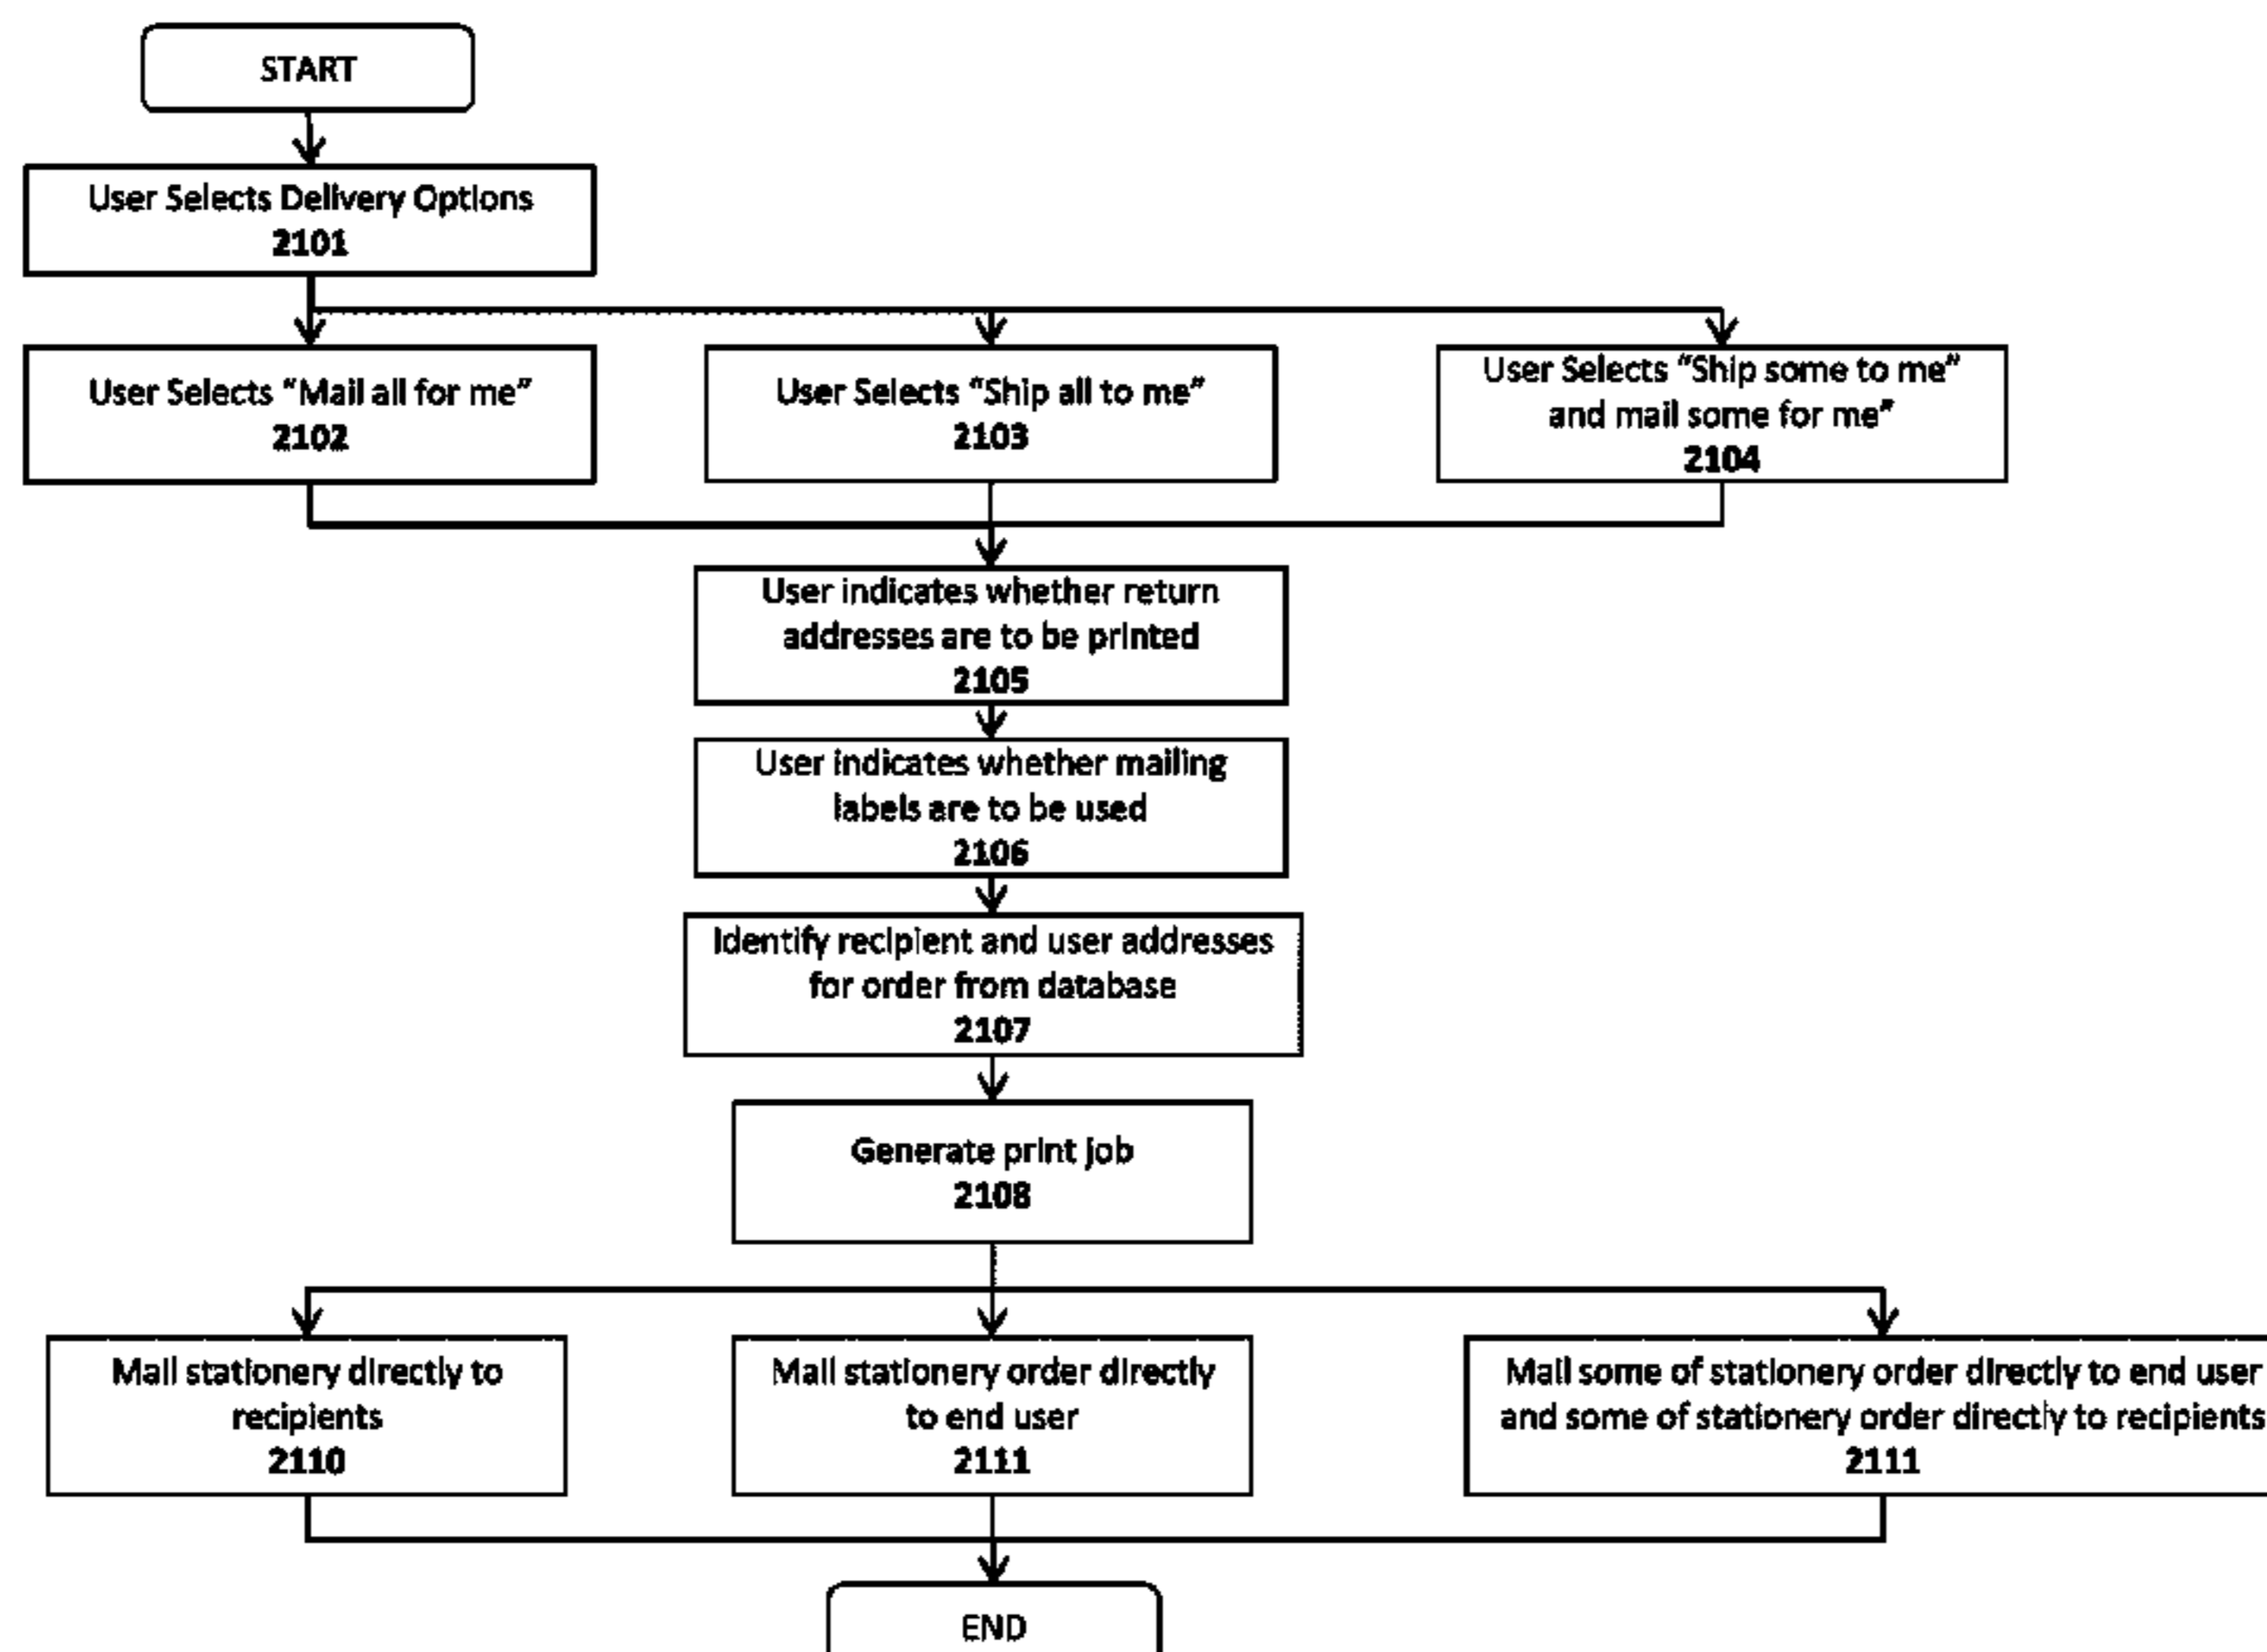 START
User Selects Delivery Options
2101
User Selects “Mail all for me”
2102
User Selects “Ship all to me”
2103
User Selects “Ship some to me”
and mail some for me”
2104
User indicates whether return
addresses are to be printed
2105
User indicates whether mailing
labels are to be used
2106
Identify recipient and user addresses
for order from database
2107
Generate print job
2108
Mail stationery directly to
recipients
2110
Mail stationery order directly
to end user
2111
Mail some of stationery order directly to end user
and some of stationery order directly to recipients
2111
END